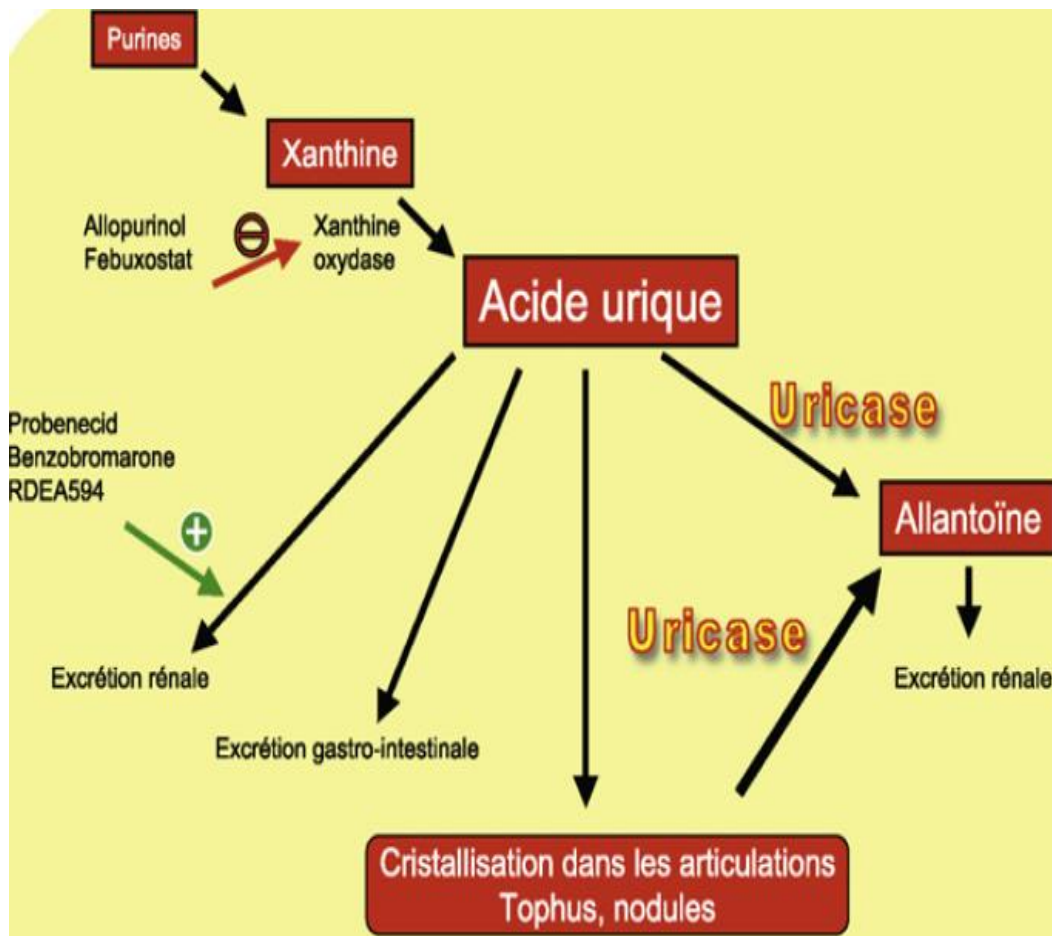 Purines
Xanthine
Allopurinol
Febuxostat
Xanthine
oxydase
Acide urique
Uricase
Probenecid
Benzobromarone
RDEA594
Allantoïne
Uricase
Excrétion rénale
Excrétion rénale
Excrétion gastro-intestinale
Cristallisation dans les articulations
Tophus, nodules